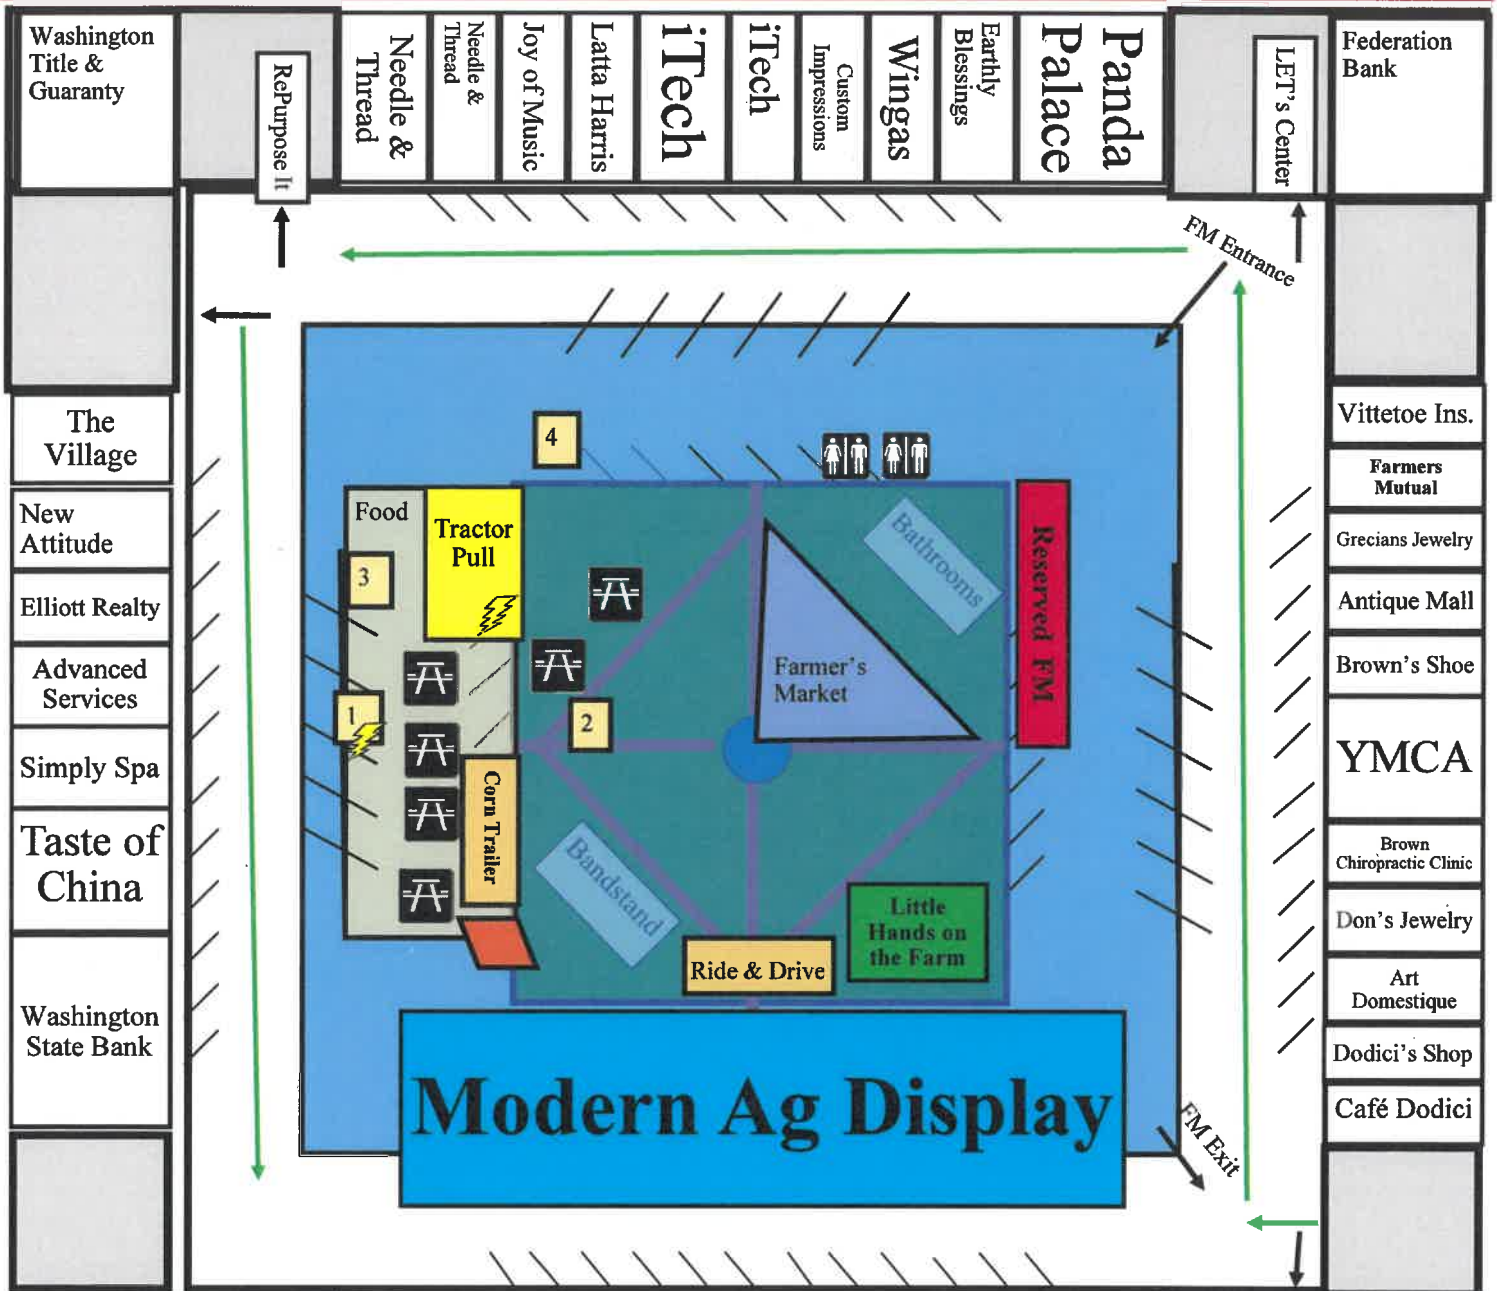 Washington
Title &
Guaranty
RePurpose It
Needle &
Thread
Needle &
Thread
Joy of Music
Latta Harris
iTech
iTech
Custom
Impressions
Wingas
Earthly
Blessings
Panda
Palace
LET's Center
Federation
Bank
FM Entrance
The
Village
New
Attitude
Elliott Realty
Advanced
Services
Simply Spa
Taste of
China
Washington
State Bank
4
Food
Tractor
Pull
3
1
2
Corn Trailer
Bathrooms
Reserved FM
Farmer's
Market
Bandstand
Ride & Drive
Little
Hands on
the Farm
Modern Ag Display
FM Exit
Vittetoe Ins.
Farmers
Mutual
Grecians Jewelry
Antique Mall
Brown's Shoe
YMCA
Brown
Chiropractic Clinic
Don's Jewelry
Art
Domestique
Dodici's Shop
Café Dodici